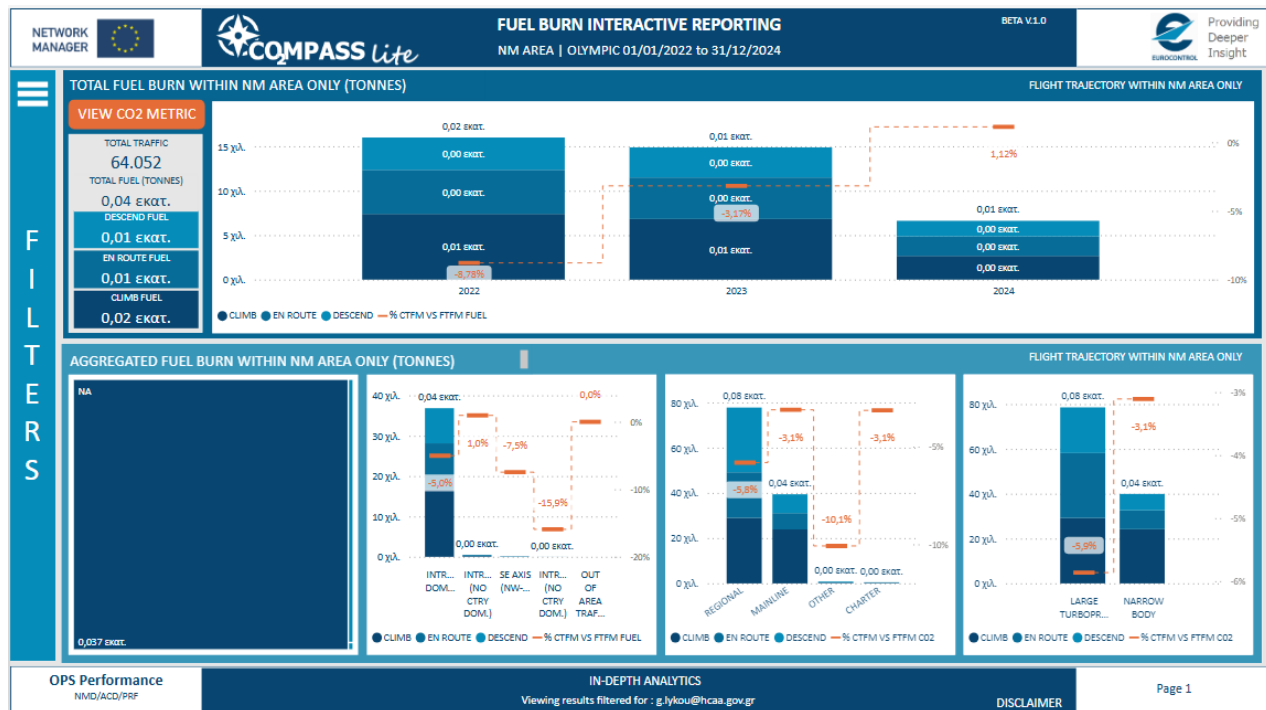 NETWORK
MANAGER
COMPASS Lite
FUEL BURN INTERACTIVE REPORTING
NM AREA | OLYMPIC 01/01/2022 to 31/12/2024
BETA V.1.0
EUROCONTROL
Providing
Deeper
Insight
FILTERS
TOTAL FUEL BURN WITHIN NM AREA ONLY (TONNES)
FLIGHT TRAJECTORY WITHIN NM AREA ONLY
VIEW CO2 METRIC
TOTAL TRAFFIC
64.052
TOTAL FUEL (TONNES)
0,04 εκατ.
DESCEND FUEL
0,01 εκατ.
EN ROUTE FUEL
0,01 εκατ.
CLIMB FUEL
0,02 εκατ.
15 χιλ.
10 χιλ.
5 χιλ.
0 χιλ.
0,02 εκατ.
0,00 εκατ.
0,00 εκατ.
0,01 εκατ.
-8,78%
2022
0,01 εκατ.
0,00 εκατ.
0,00 εκατ.
-3,17%
0,01 εκατ.
2023
1,12%
0,01 εκατ.
0,00 εκατ.
0,00 εκατ.
0,00 εκατ.
2024
0%
-5%
-10%
CLIMB EN ROUTE DESCEND % CTFM VS FTFM FUEL
AGGREGATED FUEL BURN WITHIN NM AREA ONLY (TONNES)
FLIGHT TRAJECTORY WITHIN NM AREA ONLY
NA
0,037 εκατ.
40 χιλ.
30 χιλ.
20 χιλ.
10 χιλ.
0 χιλ.
0,04 εκατ.
-5,0%
1,0%
0,00 εκατ.
-7,5%
-15,9%
0,00 εκατ.
0,0%
0%
-10%
-20%
INTR... DOM...
INTR... (NO CTRY DOM.)
SE AXIS (NW-...
INTR... (NO CTRY DOM.)
OUT OF AREA TRAF...
CLIMB EN ROUTE DESCEND % CTFM VS FTFM FUEL
80 χιλ.
60 χιλ.
40 χιλ.
20 χιλ.
0 χιλ.
0,08 εκατ.
-5,8%
-3,1%
0,04 εκατ.
-10,1%
0,00 εκατ.
-3,1%
0,00 εκατ.
-5%
-10%
REGIONAL
MAINLINE
OTHER
CHARTER
CLIMB EN ROUTE DESCEND % CTFM VS FTFM C02
80 χιλ.
60 χιλ.
40 χιλ.
20 χιλ.
0 χιλ.
0,08 εκατ.
-5,9%
-3,1%
0,04 εκατ.
-3%
-4%
-5%
-6%
LARGE TURBOPR...
NARROW BODY
CLIMB EN ROUTE DESCEND % CTFM VS FTFM C02
OPS Performance
NMD/ACD/PRF
IN-DEPTH ANALYTICS
Viewing results filtered for : g.lykou@hcaa.gov.gr
DISCLAIMER
Page 1